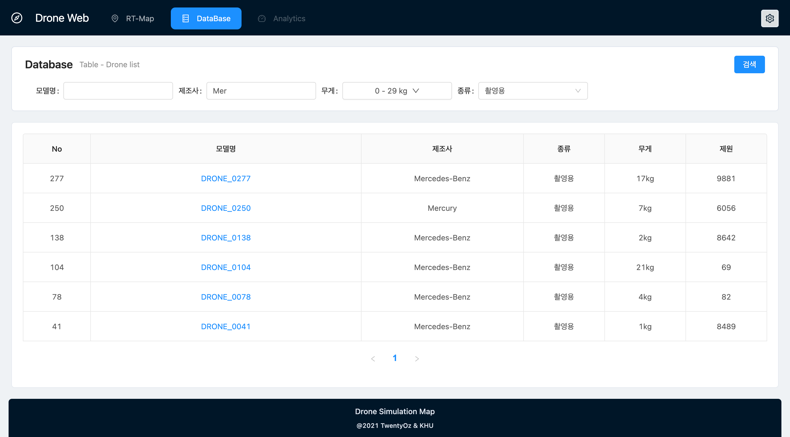 Drone Web RT-Map DataBase Analytics
Database Table - Drone list 검색
모델명: 제조사: Mer 무게: 0 - 29 kg 종류: 촬영용
No 모델명 제조사 종류 무게 제원
277 DRONE_0277 Mercedes-Benz 촬영용 17kg 9881
250 DRONE_0250 Mercury 촬영용 7kg 6056
138 DRONE_0138 Mercedes-Benz 촬영용 2kg 8642
104 DRONE_0104 Mercedes-Benz 촬영용 21kg 69
78 DRONE_0078 Mercedes-Benz 촬영용 4kg 82
41 DRONE_0041 Mercedes-Benz 촬영용 1kg 8489
1
Drone Simulation Map
@2021 TwentyOz & KHU